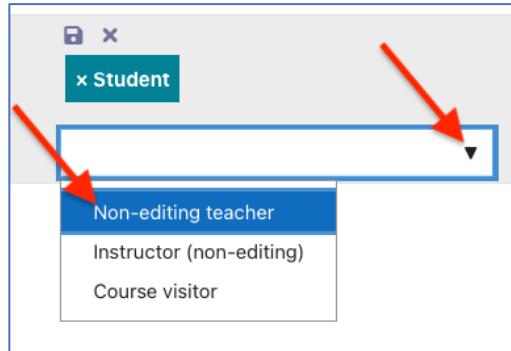 × Student
Non-editing teacher
Instructor (non-editing)
Course visitor